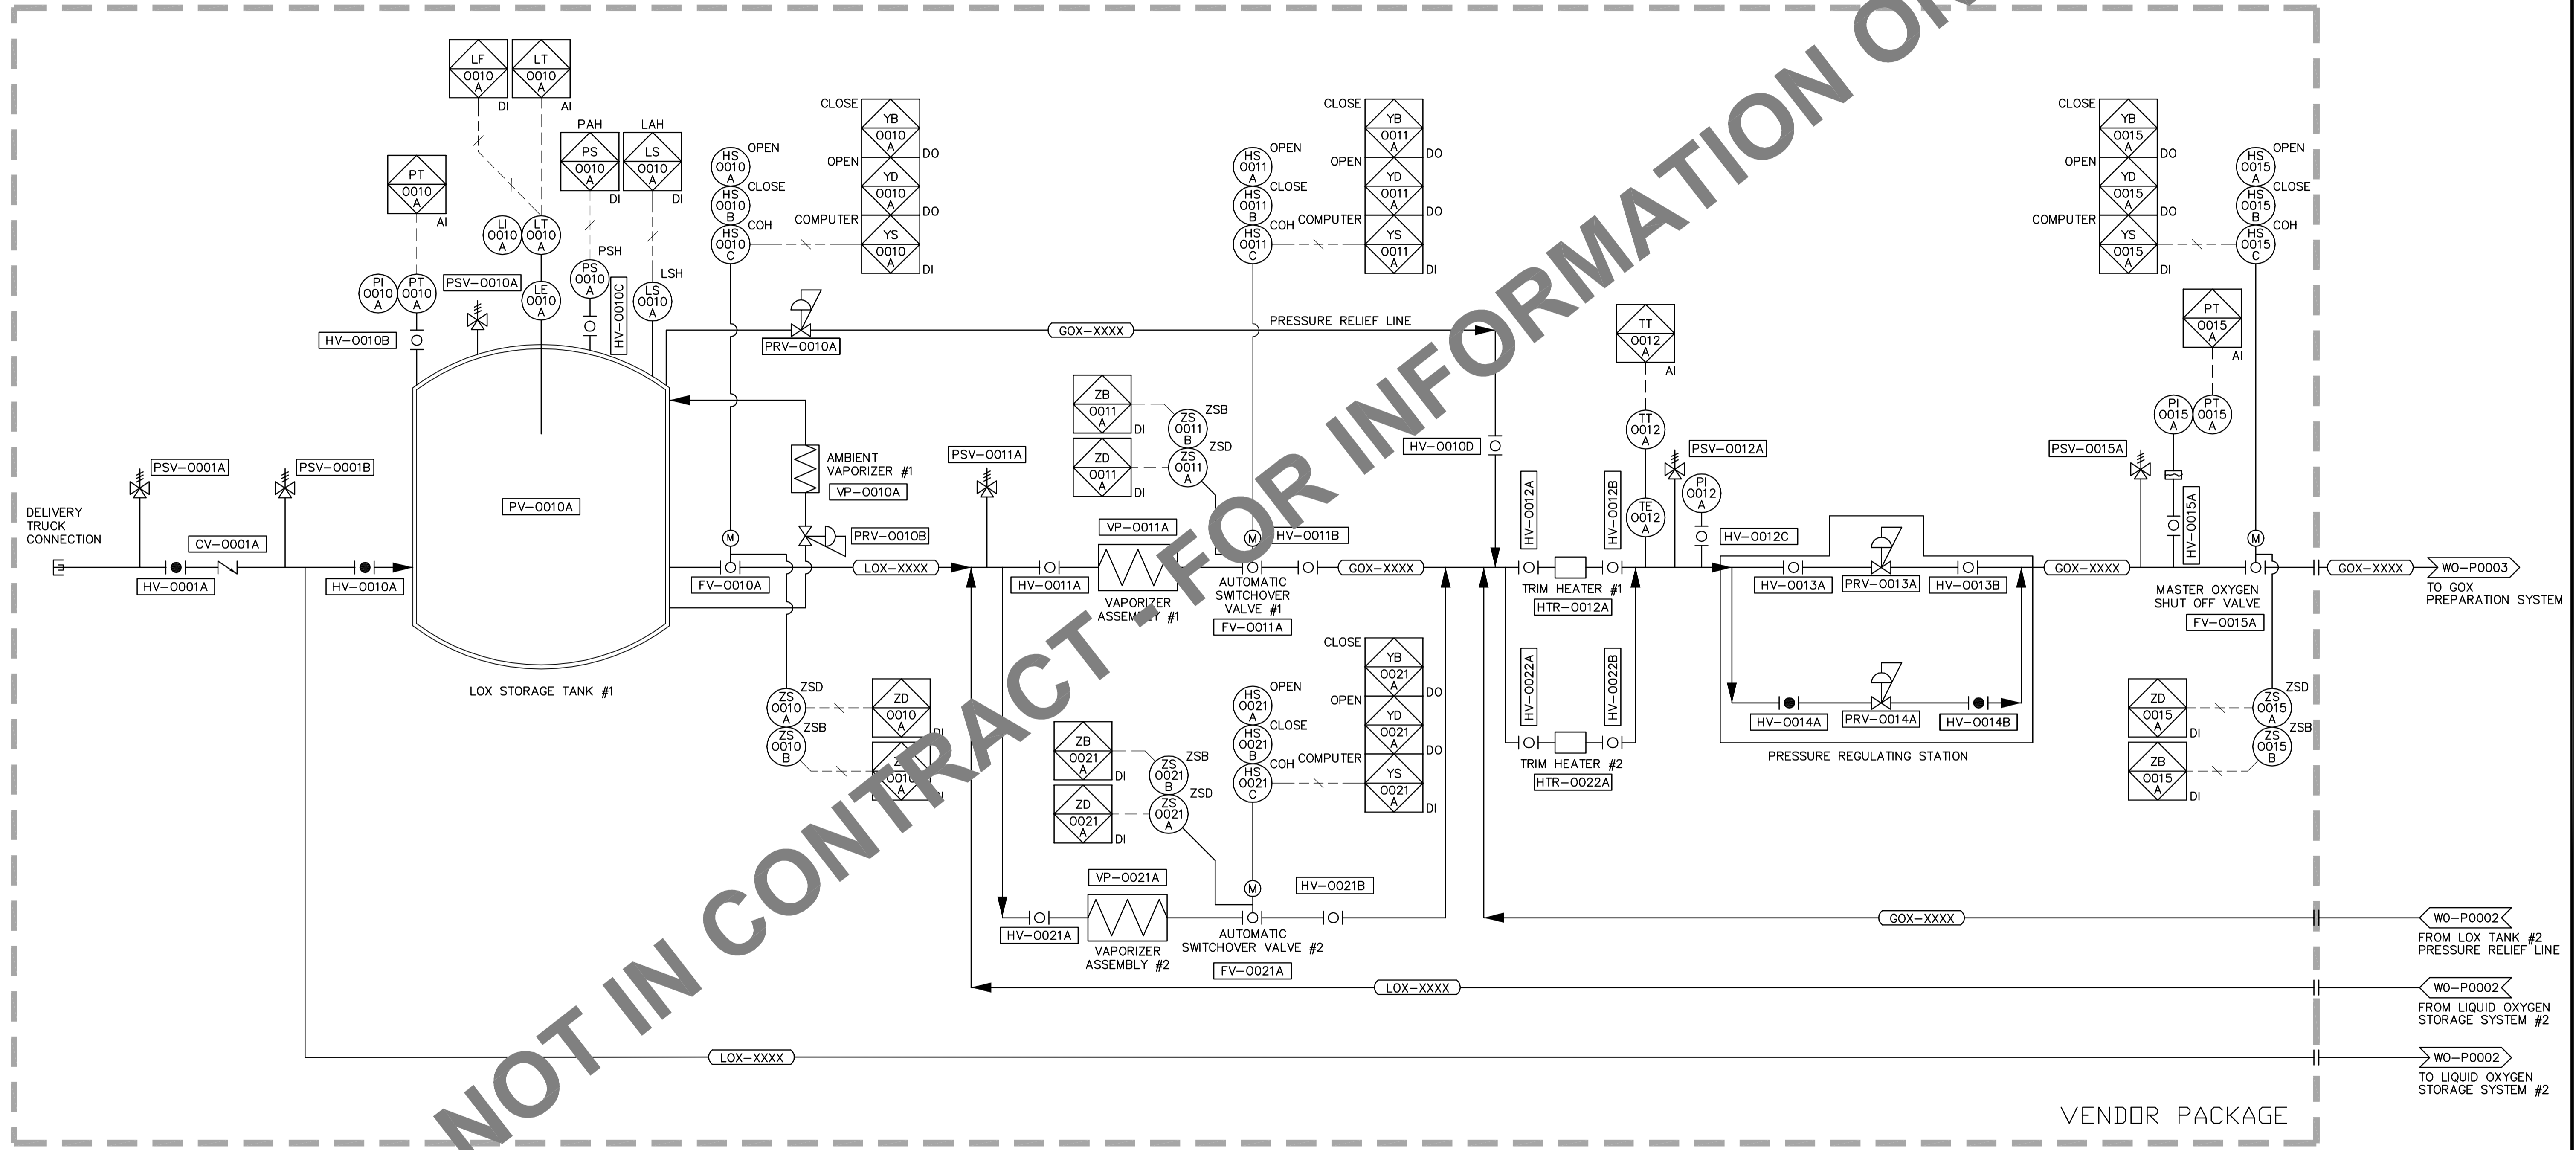 NOT IN CONTRACT - FOR INFORMATION
LF
0010
A
DI
LT
0010
A
AI
PT
0010
A
AI
PAH
PS
0010
A
DI
LAH
LS
0010
A
DI
LI
0010
A
LT
0010
A
PSH
PS
0010
A
HV-0010C
LSH
LS
0010
A
LE
0010
A
PI
0010
A
PT
0010
A
PSV-0010A
HV-0010B
HS
0010
A
OPEN
HS
0010
B
CLOSE
HS
0010
C
COH
CLOSE
YB
0010
A
DO
OPEN
YD
0010
A
DO
COMPUTER
YS
0010
A
DI
PRV-0010A
GOX-XXXX
PRESSURE RELIEF LINE
HS
0011
A
OPEN
HS
0011
B
CLOSE
HS
0011
C
COH
CLOSE
YB
0011
A
DO
OPEN
YD
0011
A
DO
COMPUTER
YS
0011
A
DI
CLOSE
YB
0015
A
DO
OPEN
YD
0015
A
DO
COMPUTER
YS
0015
A
DI
HS
0015
A
OPEN
HS
0015
B
CLOSE
HS
0015
C
COH
PT
0015
A
AI
PI
0015
A
PT
0015
A
TT
0012
A
AI
TT
0012
A
TE
0012
A
PSV-0012A
PI
0012
A
HV-0012C
PSV-0015A
HV-0015A
DELIVERY
TRUCK
CONNECTION
PSV-0001A
PSV-0001B
CV-0001A
HV-0001A
HV-0010A
PV-0010A
LOX STORAGE TANK #1
AMBIENT
VAPORIZER #1
VP-0010A
PRV-0010B
M
FV-0010A
LOX-XXXX
PSV-0011A
ZB
0011
A
DI
ZD
0011
A
DI
ZS
0011
B
ZSB
ZS
0011
A
ZSD
HV-0011A
VP-0011A
VAPORIZER
ASSEMBLY #1
M
HV-0011B
AUTOMATIC
SWITCHOVER
VALVE #1
FV-0011A
GOX-XXXX
HV-0010D
HV-0012A
HV-0012B
TRIM HEATER #1
HTR-0012A
HV-0022A
HV-0022B
TRIM HEATER #2
HTR-0022A
HV-0013A
PRV-0013A
HV-0013B
HV-0014A
PRV-0014A
HV-0014B
PRESSURE REGULATING STATION
GOX-XXXX
M
MASTER OXYGEN
SHUT OFF VALVE
FV-0015A
GOX-XXXX
WO-P0003
TO GOX
PREPARATION SYSTEM
ZS
0010
A
ZSD
ZS
0010
B
ZSB
ZD
0010
A
0010
A
ZB
0021
A
DI
ZD
0021
A
DI
ZS
0021
B
ZSB
ZS
0021
A
ZSD
HS
0021
A
OPEN
HS
0021
B
CLOSE
HS
0021
C
COH
CLOSE
YB
0021
A
DO
OPEN
YD
0021
A
DO
COMPUTER
YS
0021
A
DI
ZD
0015
A
DI
ZB
0015
A
DI
ZS
0015
A
ZSD
ZS
0015
B
ZSB
HV-0021A
VP-0021A
VAPORIZER
ASSEMBLY #2
M
HV-0021B
AUTOMATIC
SWITCHOVER VALVE #2
FV-0021A
GOX-XXXX
WO-P0002
FROM LOX TANK #2
PRESSURE RELIEF LINE
LOX-XXXX
WO-P0002
FROM LIQUID OXYGEN
STORAGE SYSTEM #2
LOX-XXXX
WO-P0002
TO LIQUID OXYGEN
STORAGE SYSTEM #2
VENDOR PACKAGE